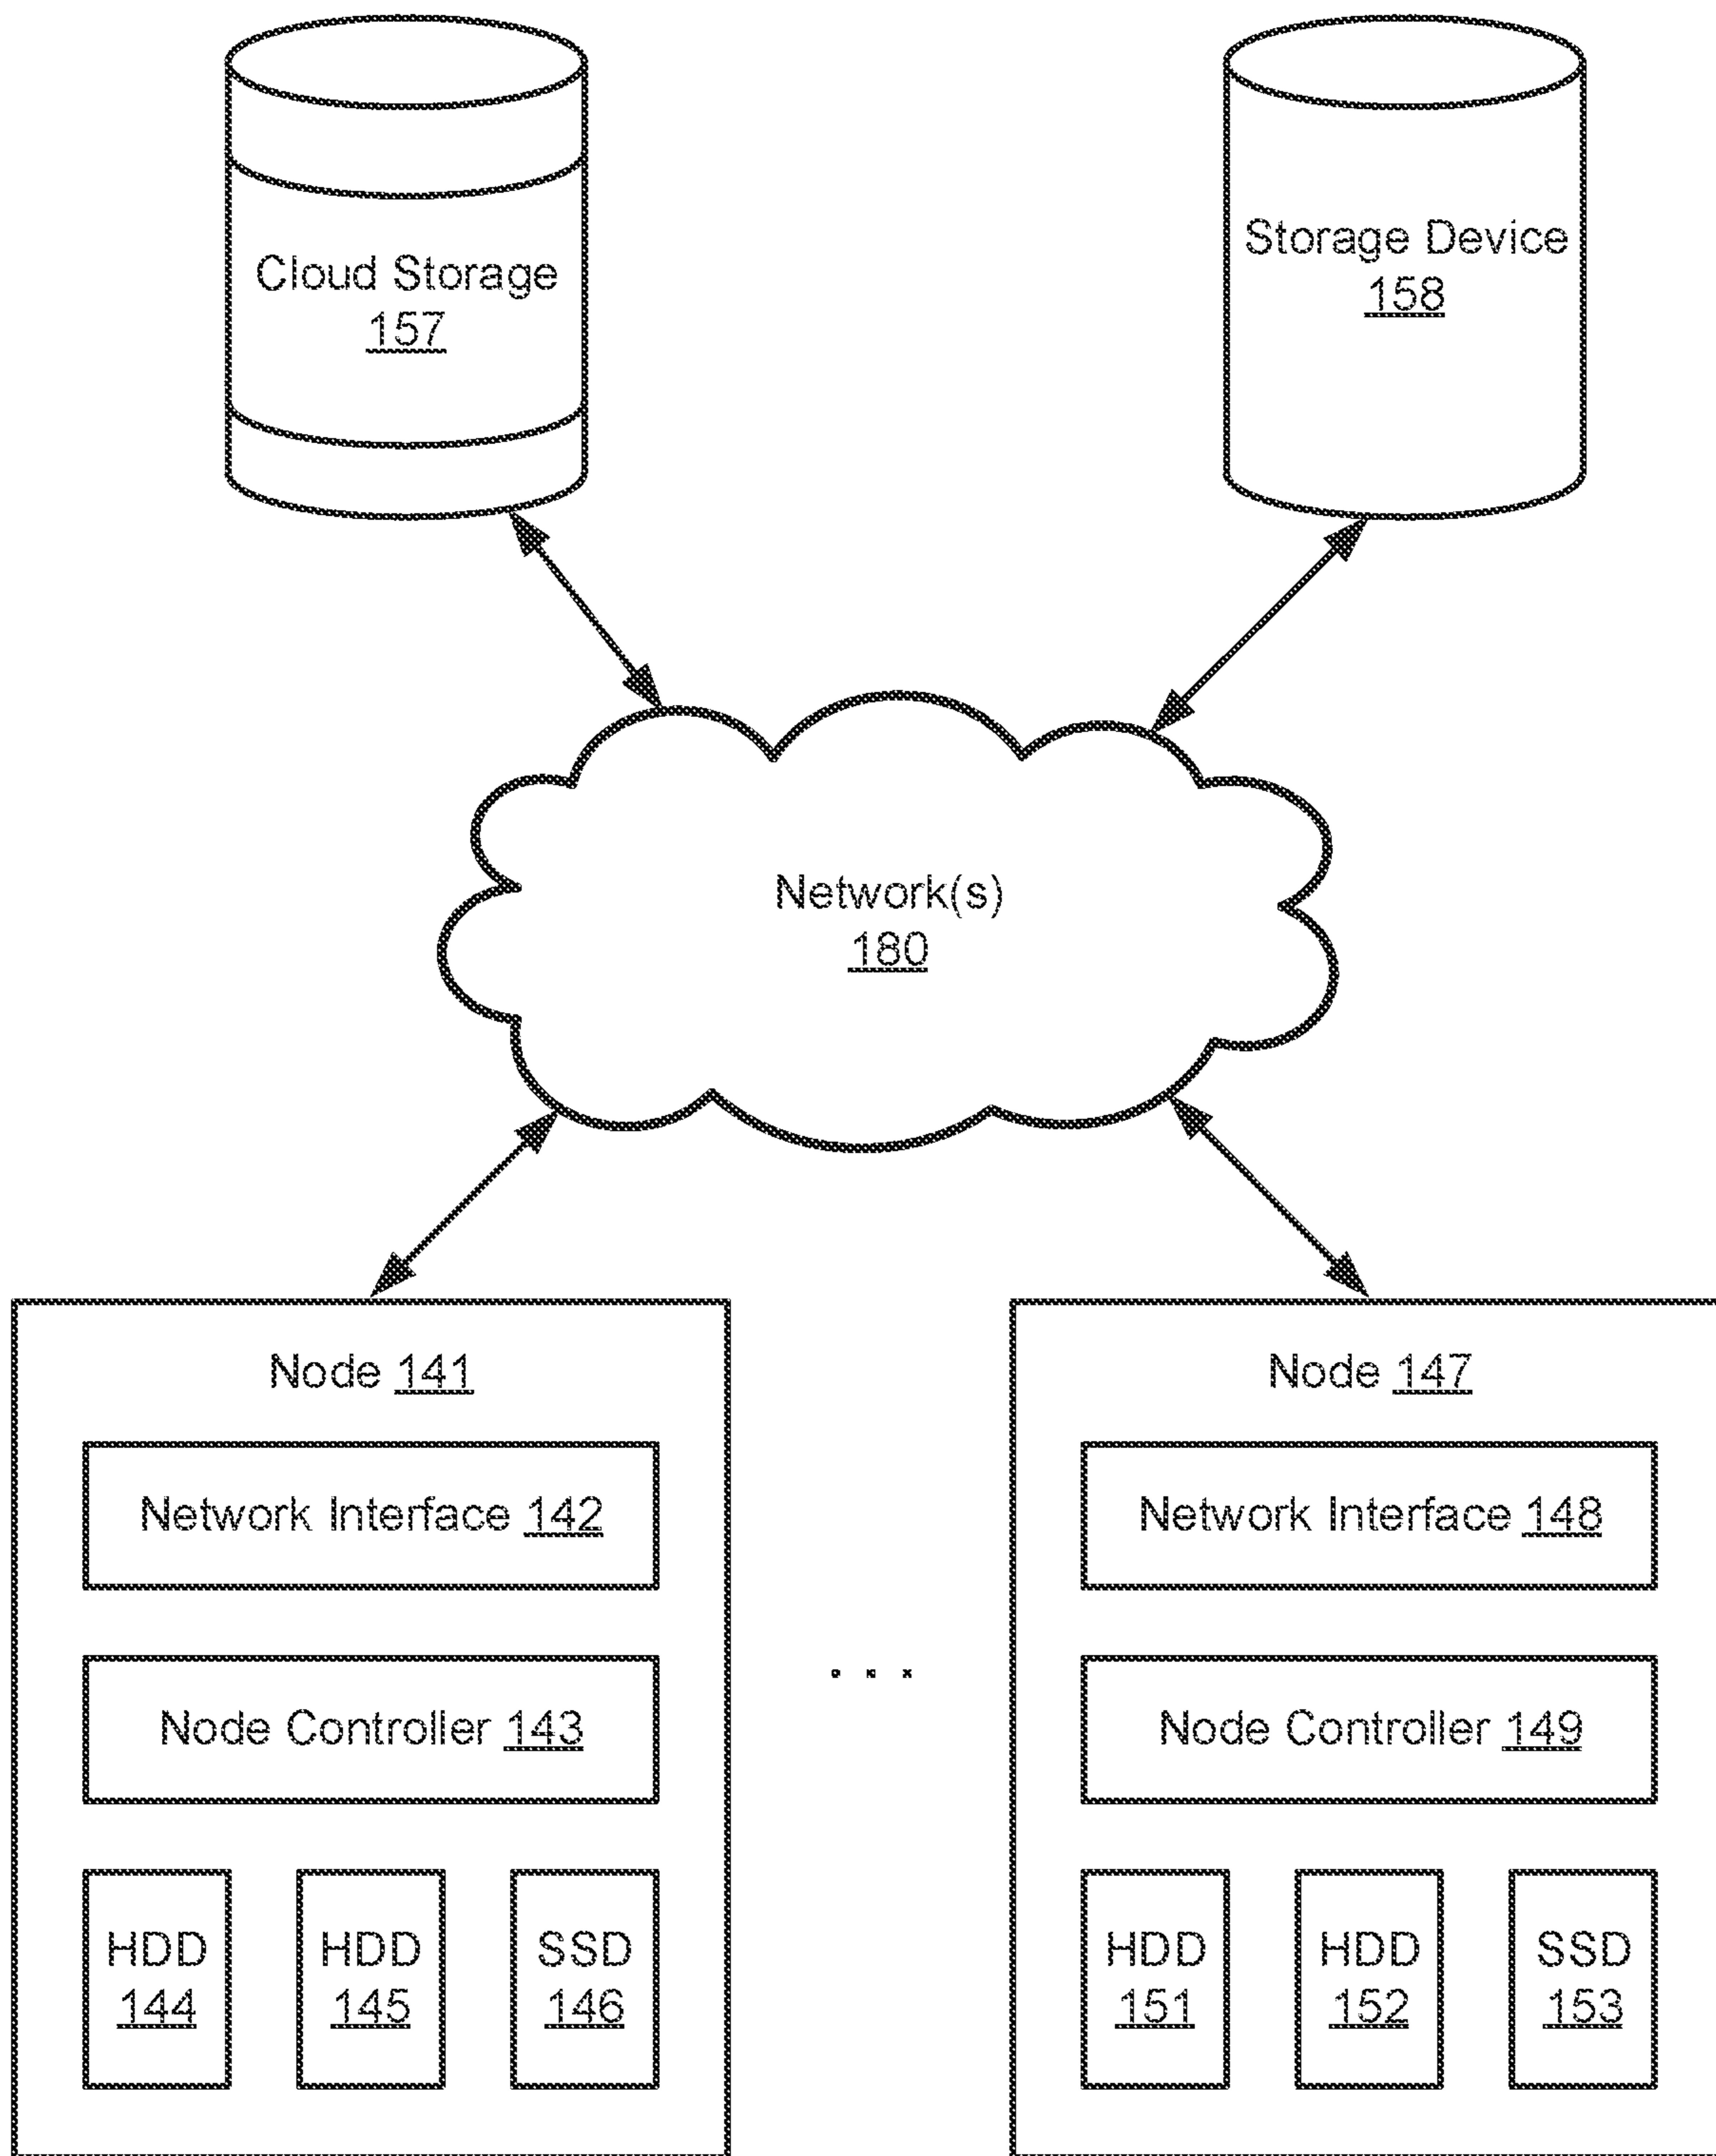 Cloud Storage
157
Storage Device
158
Network(s)
180
Node 141
Network Interface 142
Node Controller 143
HDD
144
HDD
145
SSD
146
. . .
Node 147
Network Interface 148
Node Controller 149
HDD
151
HDD
152
SSD
153